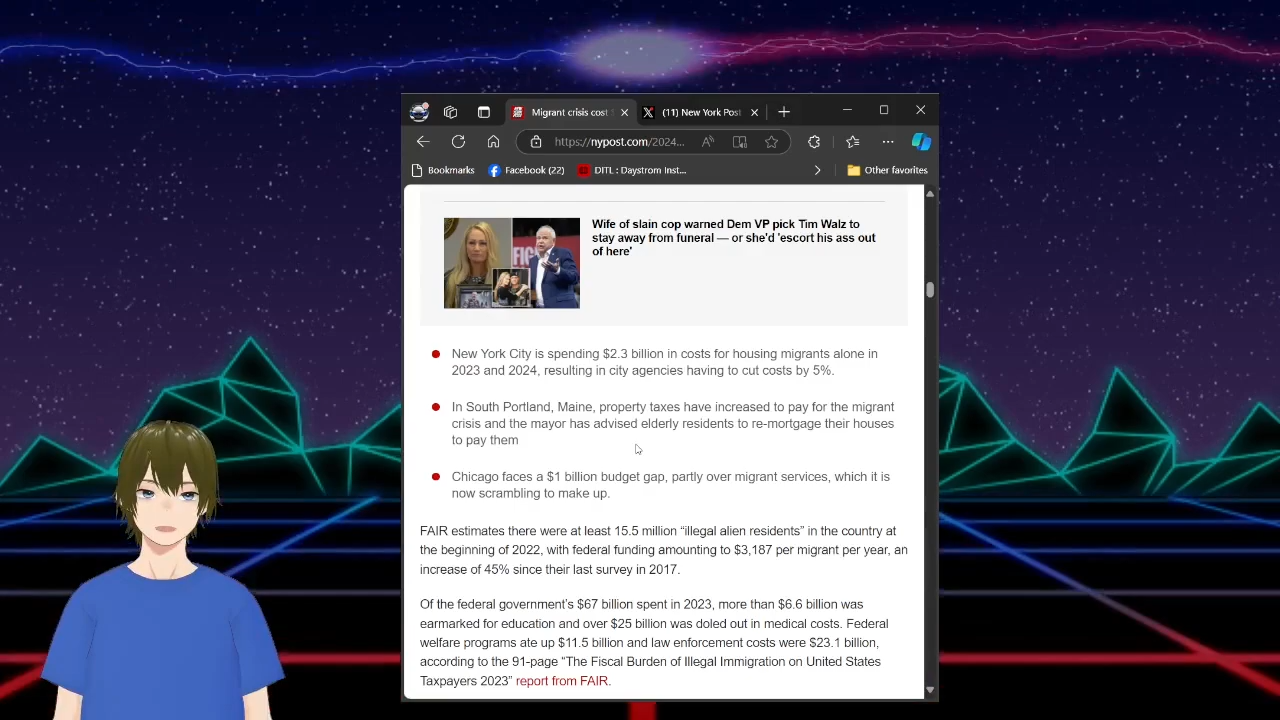 Migrant crisis cost
(11) New York Post
https://nypost.com/2024...
Bookmarks
Facebook (22)
DITL : Daystrom Inst...
Other favorites
Wife of slain cop warned Dem VP pick Tim Walz to
stay away from funeral — or she'd 'escort his ass out
of here'
New York City is spending $2.3 billion in costs for housing migrants alone in
2023 and 2024, resulting in city agencies having to cut costs by 5%.
In South Portland, Maine, property taxes have increased to pay for the migrant
crisis and the mayor has advised elderly residents to re-mortgage their houses
to pay them
Chicago faces a $1 billion budget gap, partly over migrant services, which it is
now scrambling to make up.
FAIR estimates there were at least 15.5 million “illegal alien residents” in the country at
the beginning of 2022, with federal funding amounting to $3,187 per migrant per year, an
increase of 45% since their last survey in 2017.
Of the federal government’s $67 billion spent in 2023, more than $6.6 billion was
earmarked for education and over $25 billion was doled out in medical costs. Federal
welfare programs ate up $11.5 billion and law enforcement costs were $23.1 billion,
according to the 91-page “The Fiscal Burden of Illegal Immigration on United States
Taxpayers 2023” report from FAIR.